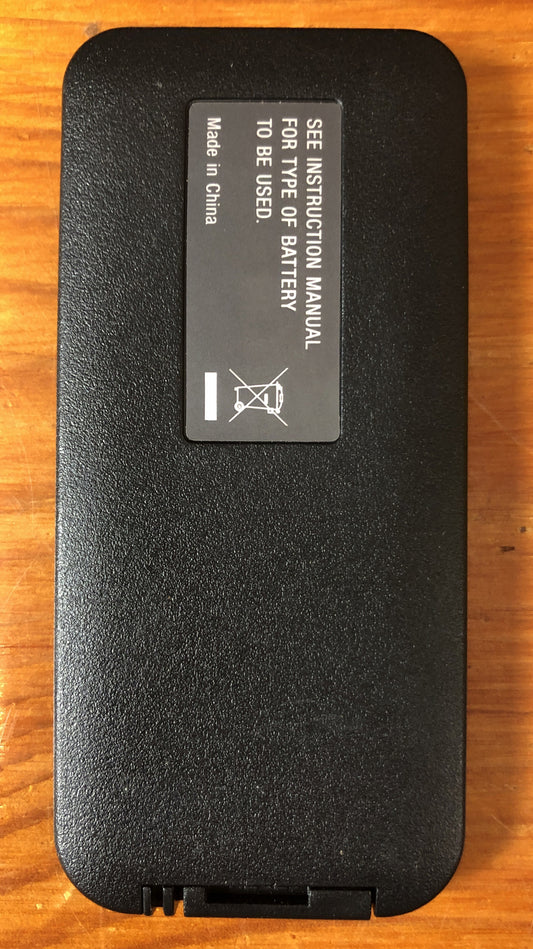 SEE INSTRUCTION MANUAL
FOR TYPE OF BATTERY
TO BE USED.
Made in China